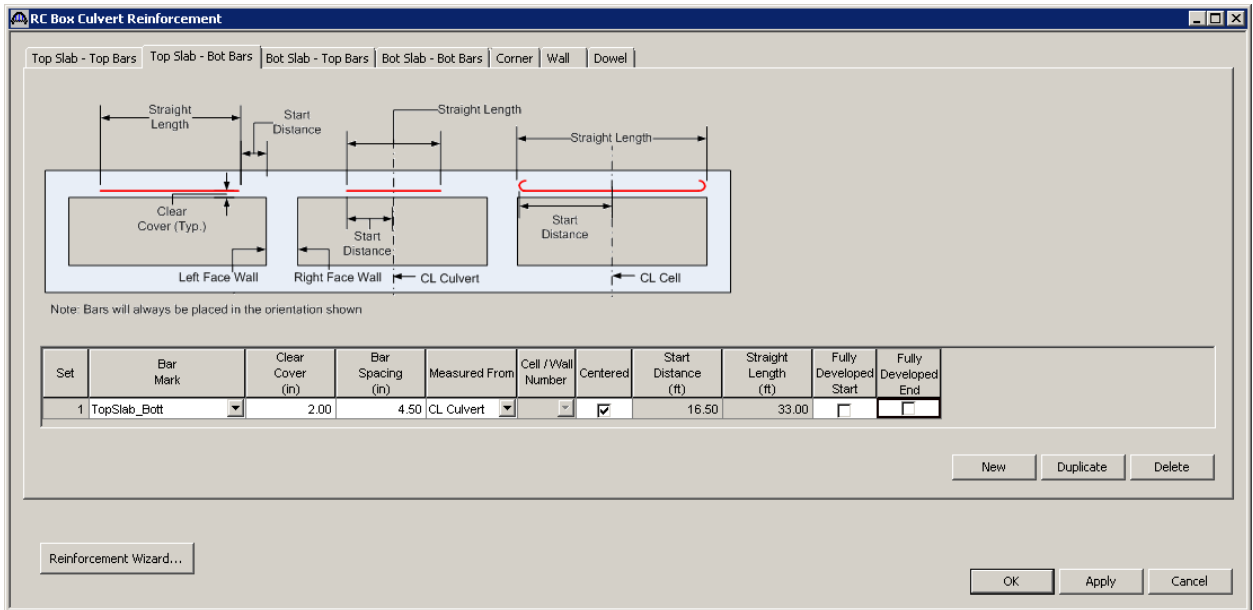 RC Box Culvert Reinforcement
Top Slab - Top Bars Top Slab - Bot Bars Bot Slab - Top Bars Bot Slab - Bot Bars Corner Wall Dowel
Straight
Length
Start
Distance
Straight Length
Straight Length
Clear
Cover (Typ.)
Start
Distance
Start
Distance
Left Face Wall
Right Face Wall
CL Culvert
CL Cell
Note: Bars will always be placed in the orientation shown
Set
Bar
Mark
Clear
Cover
(in)
Bar
Spacing
(in)
Measured From
Cell / Wall
Number
Centered
Start
Distance
(ft)
Straight
Length
(ft)
Fully
Developed
Start
Fully
Developed
End
1 TopSlab_Bott 2.00 4.50 CL Culvert 16.50 33.00
New Duplicate Delete
Reinforcement Wizard...
OK Apply Cancel